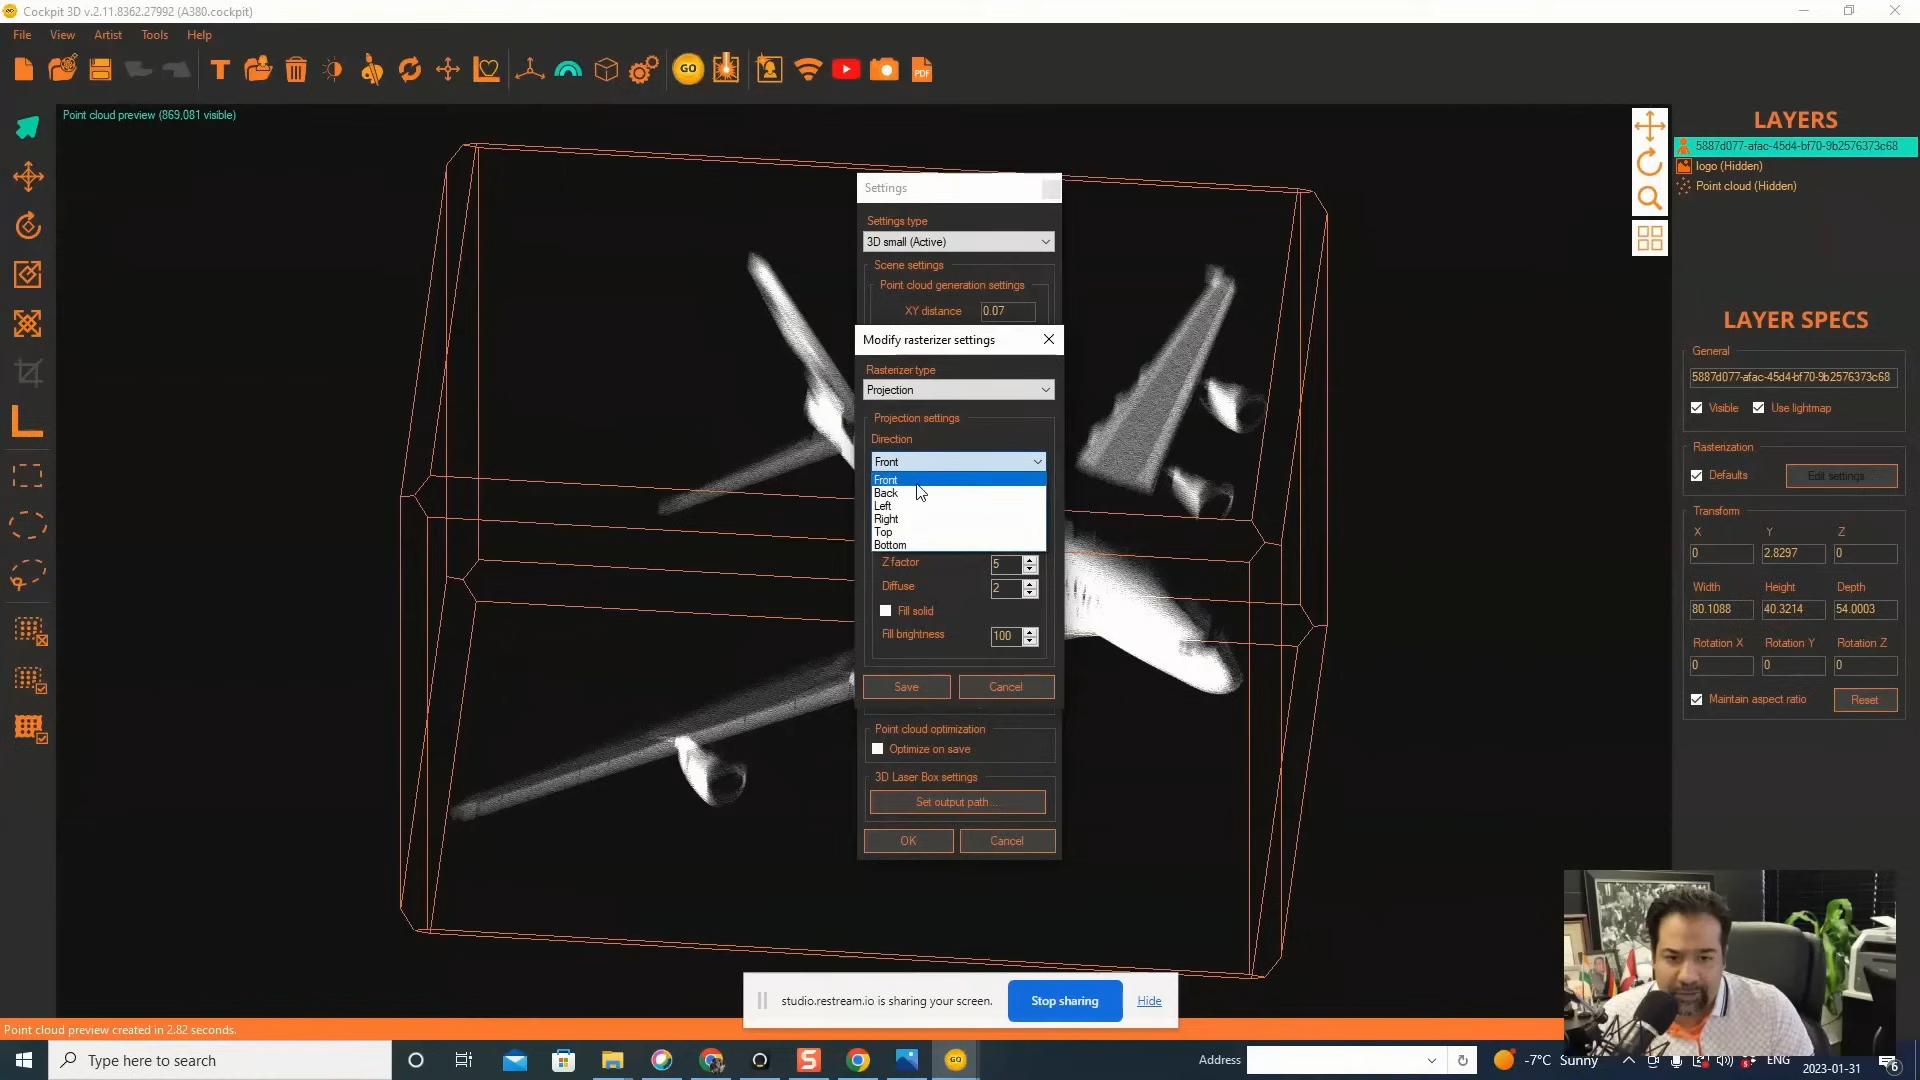 Cockpit 3D v.2.11.8362.27992 (A380.cockpit)
File View Artist Tools Help
GO
PDF
Point cloud preview (869,081 visible)
LAYERS
5887d077-afac-45d4-bf70-9b2576373c68
logo (Hidden)
Point cloud (Hidden)
Settings
Settings type
3D small (Active)
Scene settings
Point cloud generation settings
XY distance 0.07
Modify rasterizer settings
Rasterizer type
Projection
Projection settings
Direction
Front
Front
Back
Left
Right
Top
Bottom
Z factor 5
Diffuse 2
Fill solid
Fill brightness 100
Save Cancel
Point cloud optimization
Optimize on save
3D Laser Box settings
Set output path...
OK Cancel
LAYER SPECS
General
5887d077-afac-45d4-bf70-9b2576373c68
Visible Use lightmap
Rasterization
Defaults Edit settings...
Transform
X Y Z
0 2.8297 0
Width Height Depth
80.1088 40.3214 54.0003
Rotation X Rotation Y Rotation Z
0 0 0
Maintain aspect ratio Reset
studio.restream.io is sharing your screen. Stop sharing Hide
Point cloud preview created in 2.82 seconds.
Type here to search
S
GO
Address
-7°C Sunny
ENG
2023-01-31
6